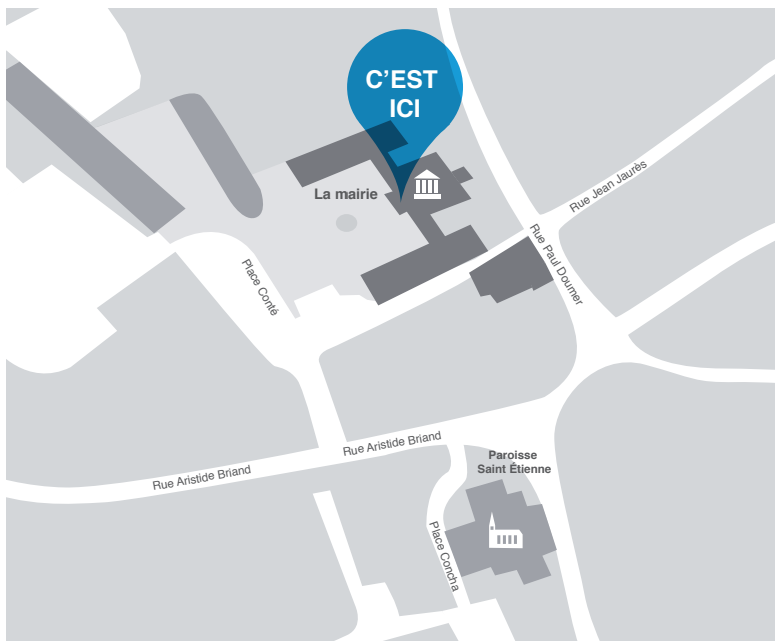 C'EST
ICI
La mairie
Rue Jean Jaurès
Rue Paul Doumer
Place Conté
Rue Aristide Briand
Rue Aristide Briand
Paroisse
Saint Étienne
Place Concha